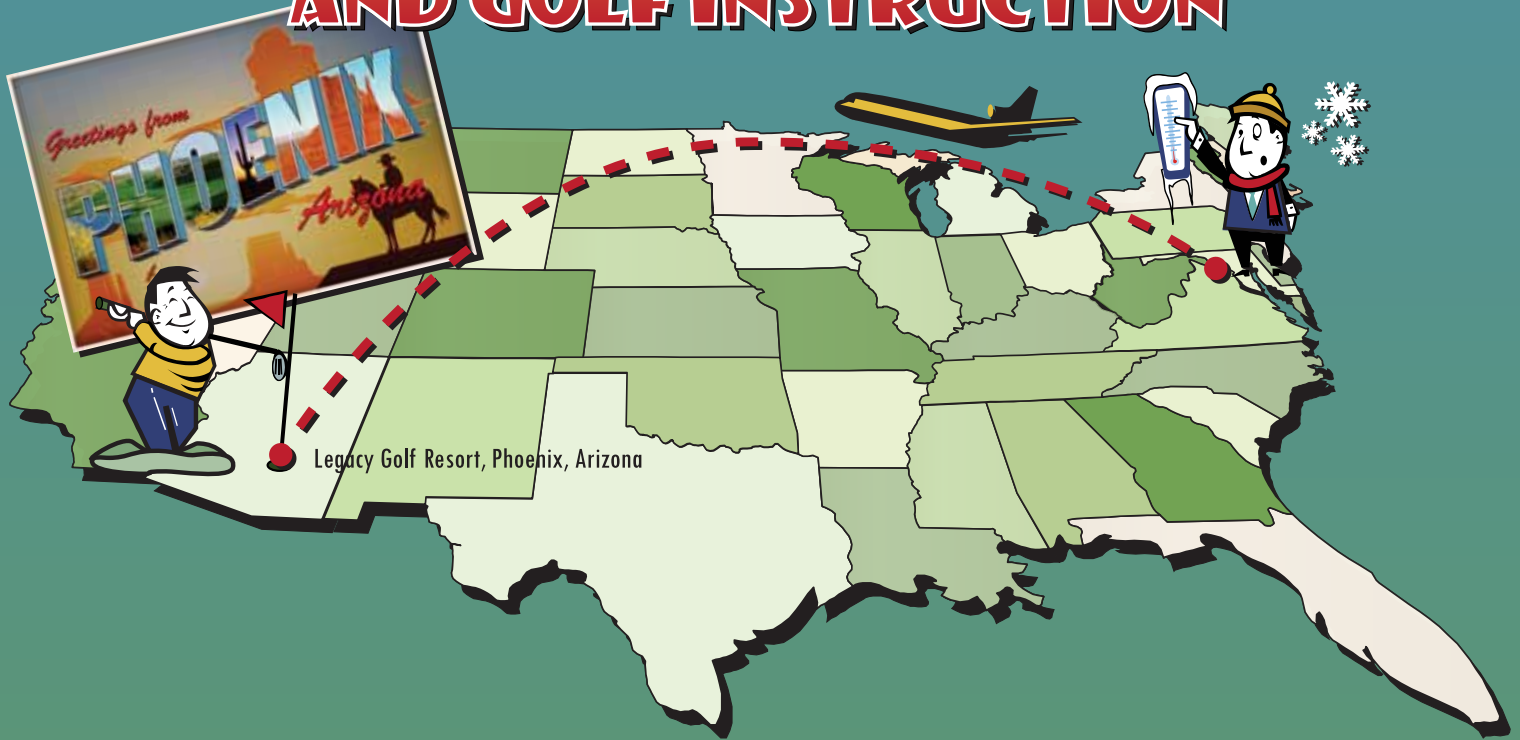 AND GOLF INSTRUCTION
Greetings from
PHOENIX
Arizona
Legacy Golf Resort, Phoenix, Arizona